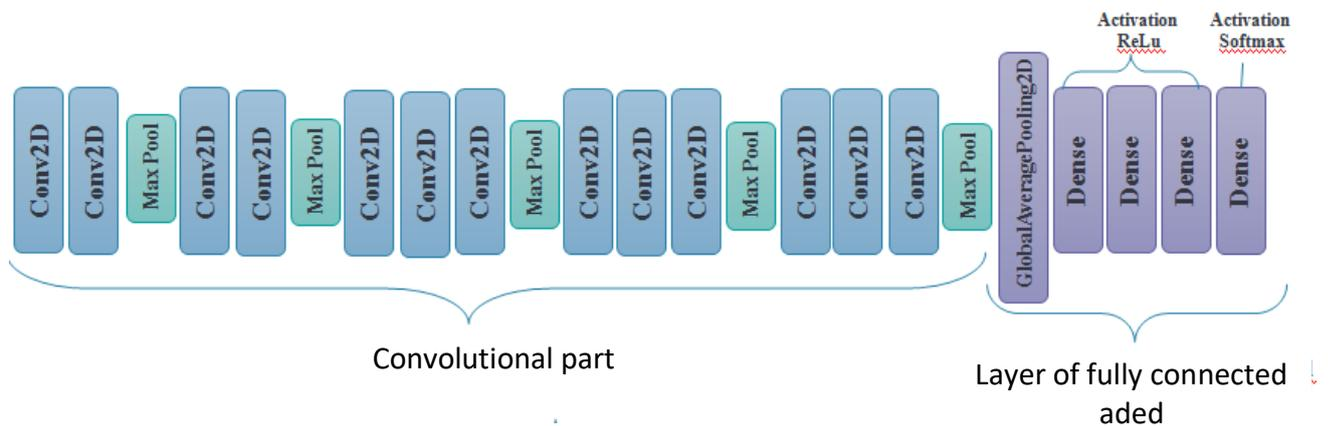 Activation
ReLu
Activation
Softmax
Conv2D
Conv2D
Max Pool
Conv2D
Conv2D
Max Pool
Conv2D
Conv2D
Conv2D
Max Pool
Conv2D
Conv2D
Conv2D
Max Pool
Conv2D
Conv2D
Conv2D
Max Pool
GlobalAveragePooling2D
Dense
Dense
Dense
Dense
Convolutional part
Layer of fully connected
aded